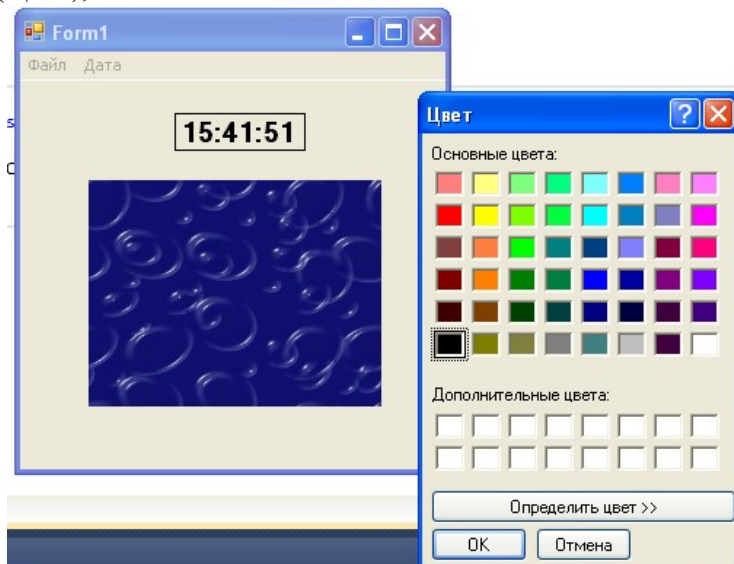 Form1
Файл Дата
15:41:51
Цвет
Основные цвета:
Дополнительные цвета:
Определить цвет >>
OK
Отмена